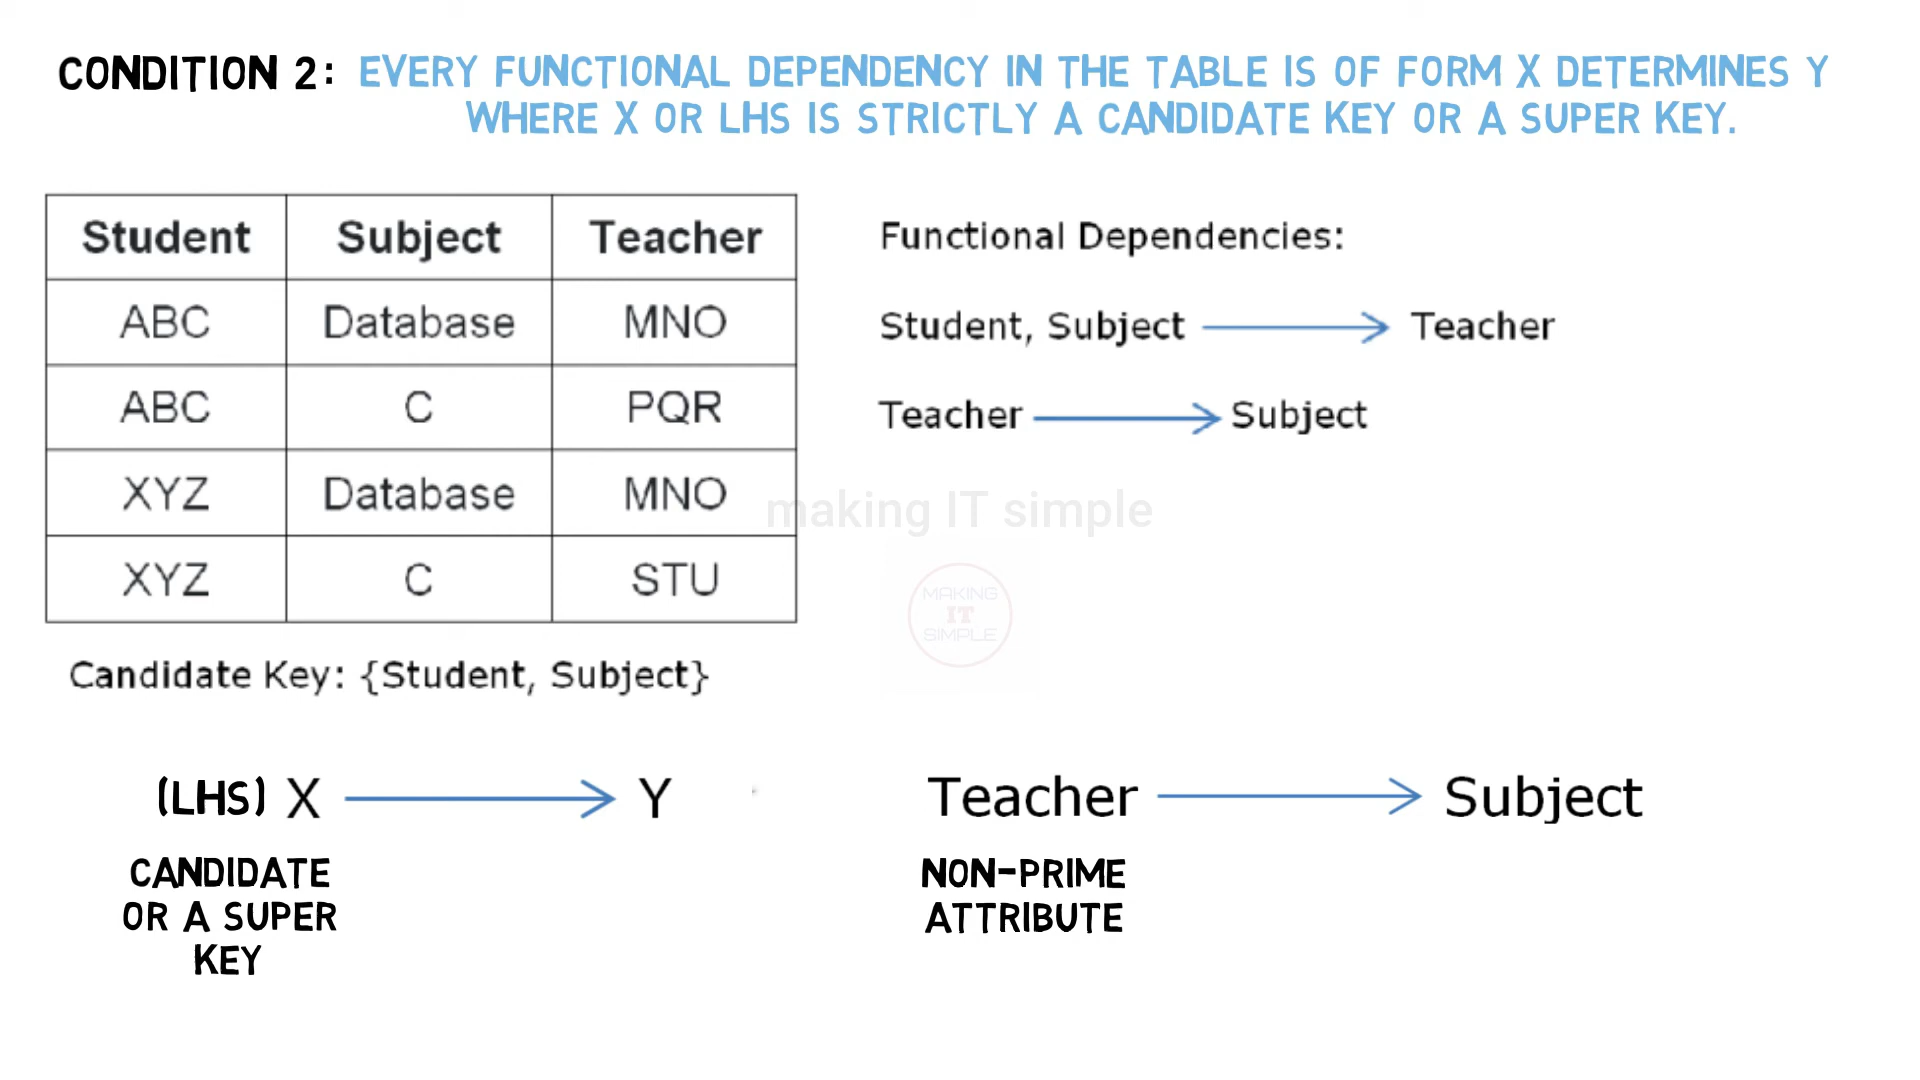 CONDITION 2: EVERY FUNCTIONAL DEPENDENCY IN THE TABLE IS OF FORM X DETERMINES Y
WHERE X OR LHS IS STRICTLY A CANDIDATE KEY OR A SUPER KEY.
Student Subject Teacher
ABC Database MNO
ABC C PQR
XYZ Database MNO
XYZ C STU
Candidate Key: {Student, Subject}
Functional Dependencies:
Student, Subject Teacher
Teacher Subject
making IT simple
MAKING
IT
SIMPLE
(LHS) X Y
CANDIDATE
OR A SUPER
KEY
Teacher Subject
NON-PRIME
ATTRIBUTE